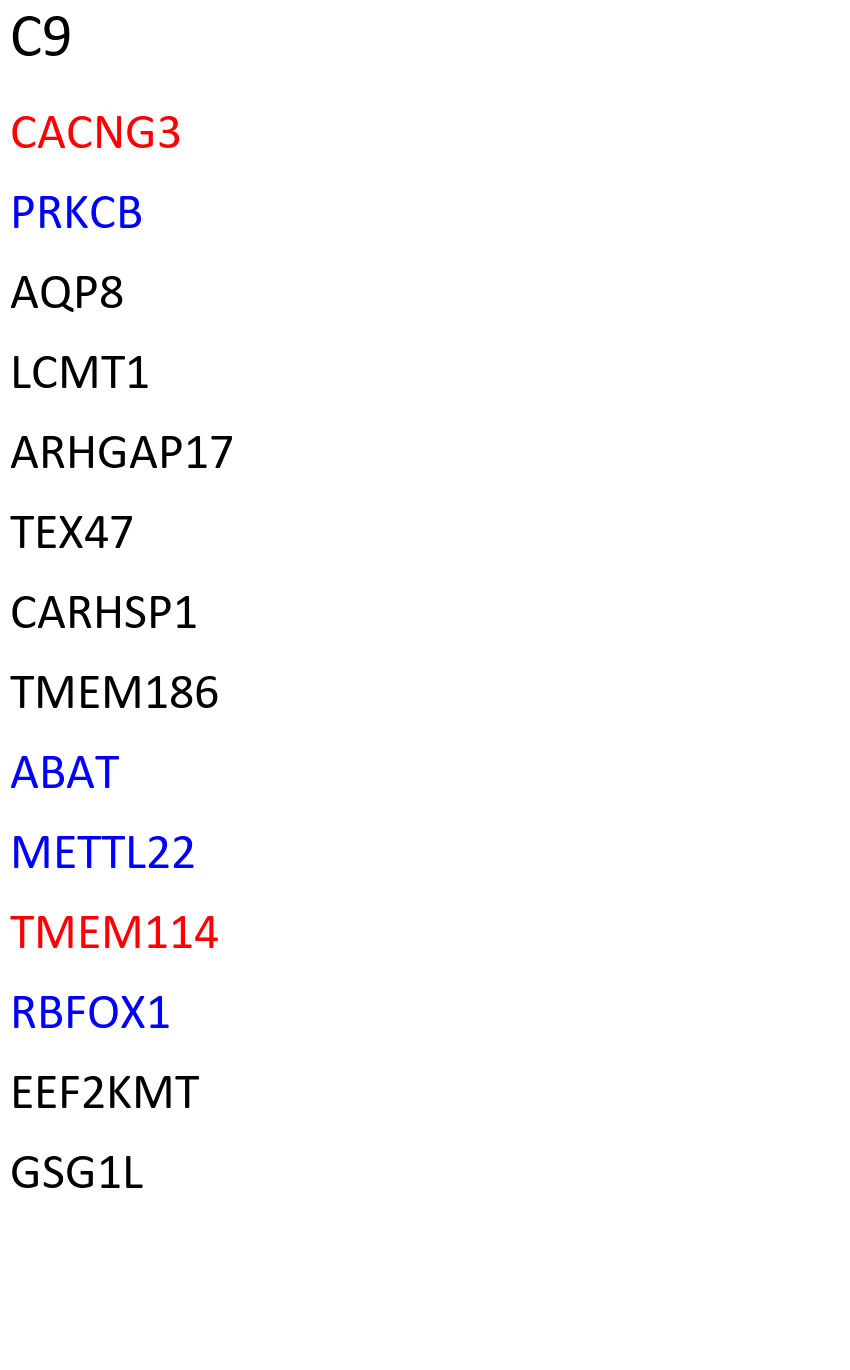 C9
CACNG3
PRKCB
AQP8
LCMT1
ARHGAP17
TEX47
CARHSP1
TMEM186
ABAT
METTL22
TMEM114
RBFOX1
EEF2KMT
GSG1L